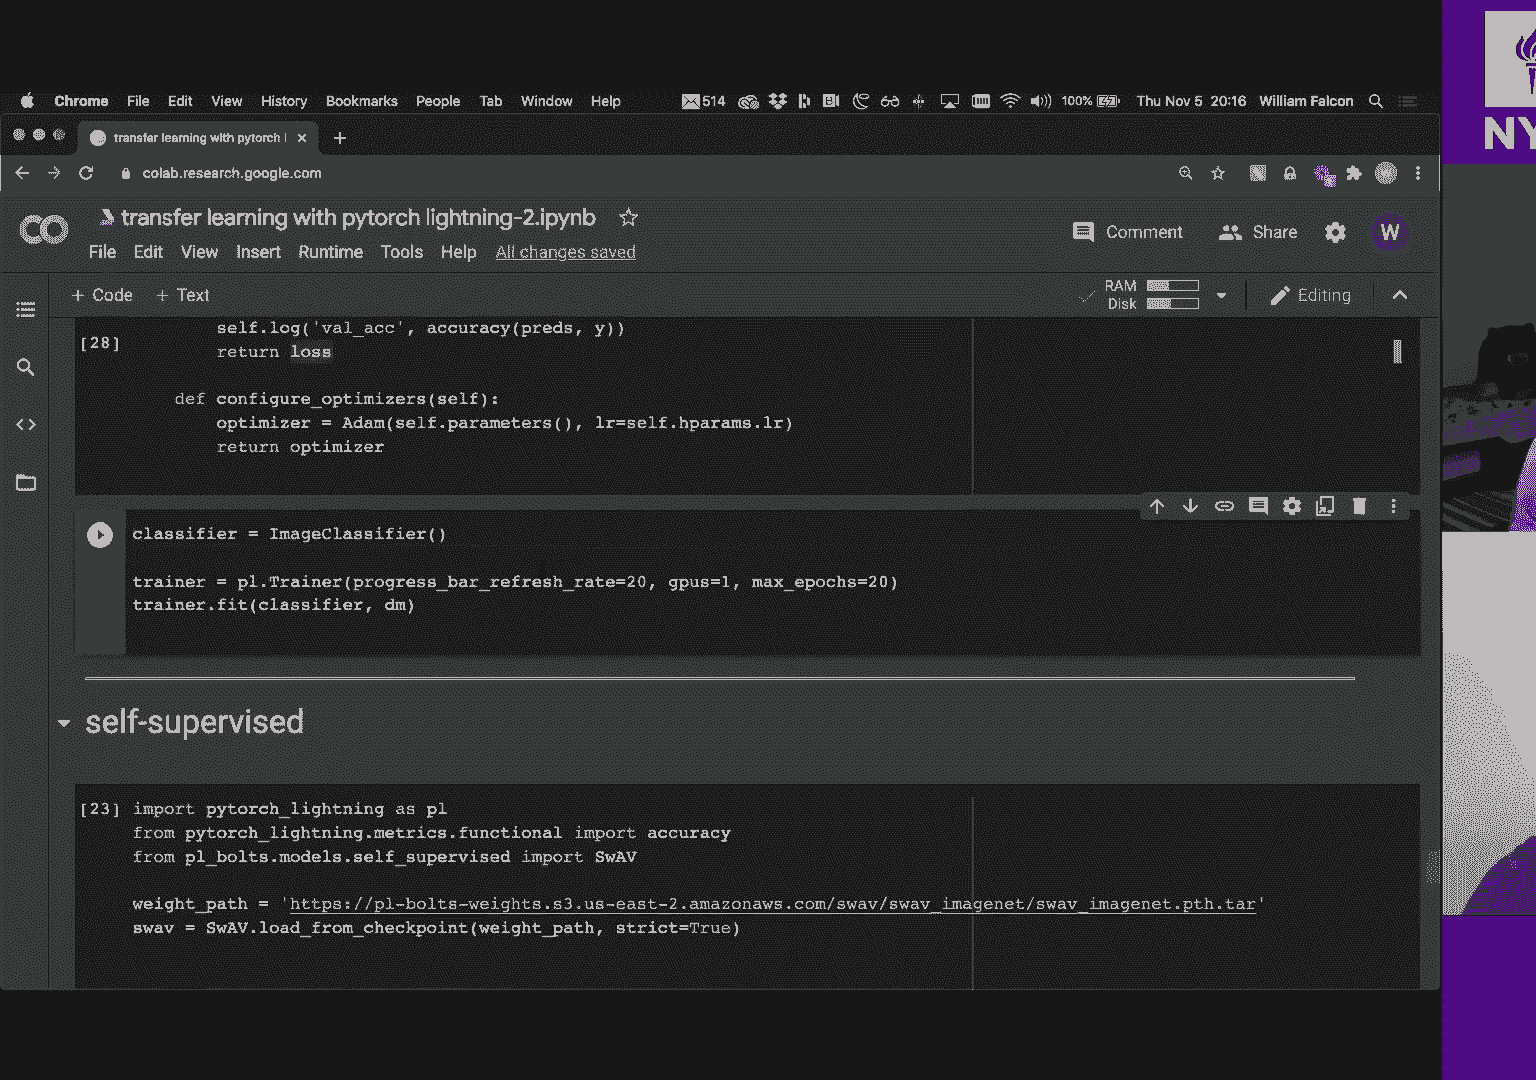 Chrome File Edit View History Bookmarks People Tab Window Help 514 100% Thu Nov 5 20:16 William Falcon
transfer learning with pytorch l
colab.research.google.com
transfer learning with pytorch lightning-2.ipynb
Comment Share W
File Edit View Insert Runtime Tools Help All changes saved
+ Code + Text RAM Disk Editing
self.log('val_acc', accuracy(preds, y))
[28]
return loss
def configure_optimizers(self):
optimizer = Adam(self.parameters(), lr=self.hparams.lr)
return optimizer
classifier = ImageClassifier()
trainer = pl.Trainer(progress_bar_refresh_rate=20, gpus=1, max_epochs=20)
trainer.fit(classifier, dm)
self-supervised
[23] import pytorch_lightning as pl
from pytorch_lightning.metrics.functional import accuracy
from pl_bolts.models.self_supervised import SwAV
weight_path = 'https://pl-bolts-weights.s3.us-east-2.amazonaws.com/swav/swav_imagenet/swav_imagenet.pth.tar'
swav = SwAV.load_from_checkpoint(weight_path, strict=True)
NY